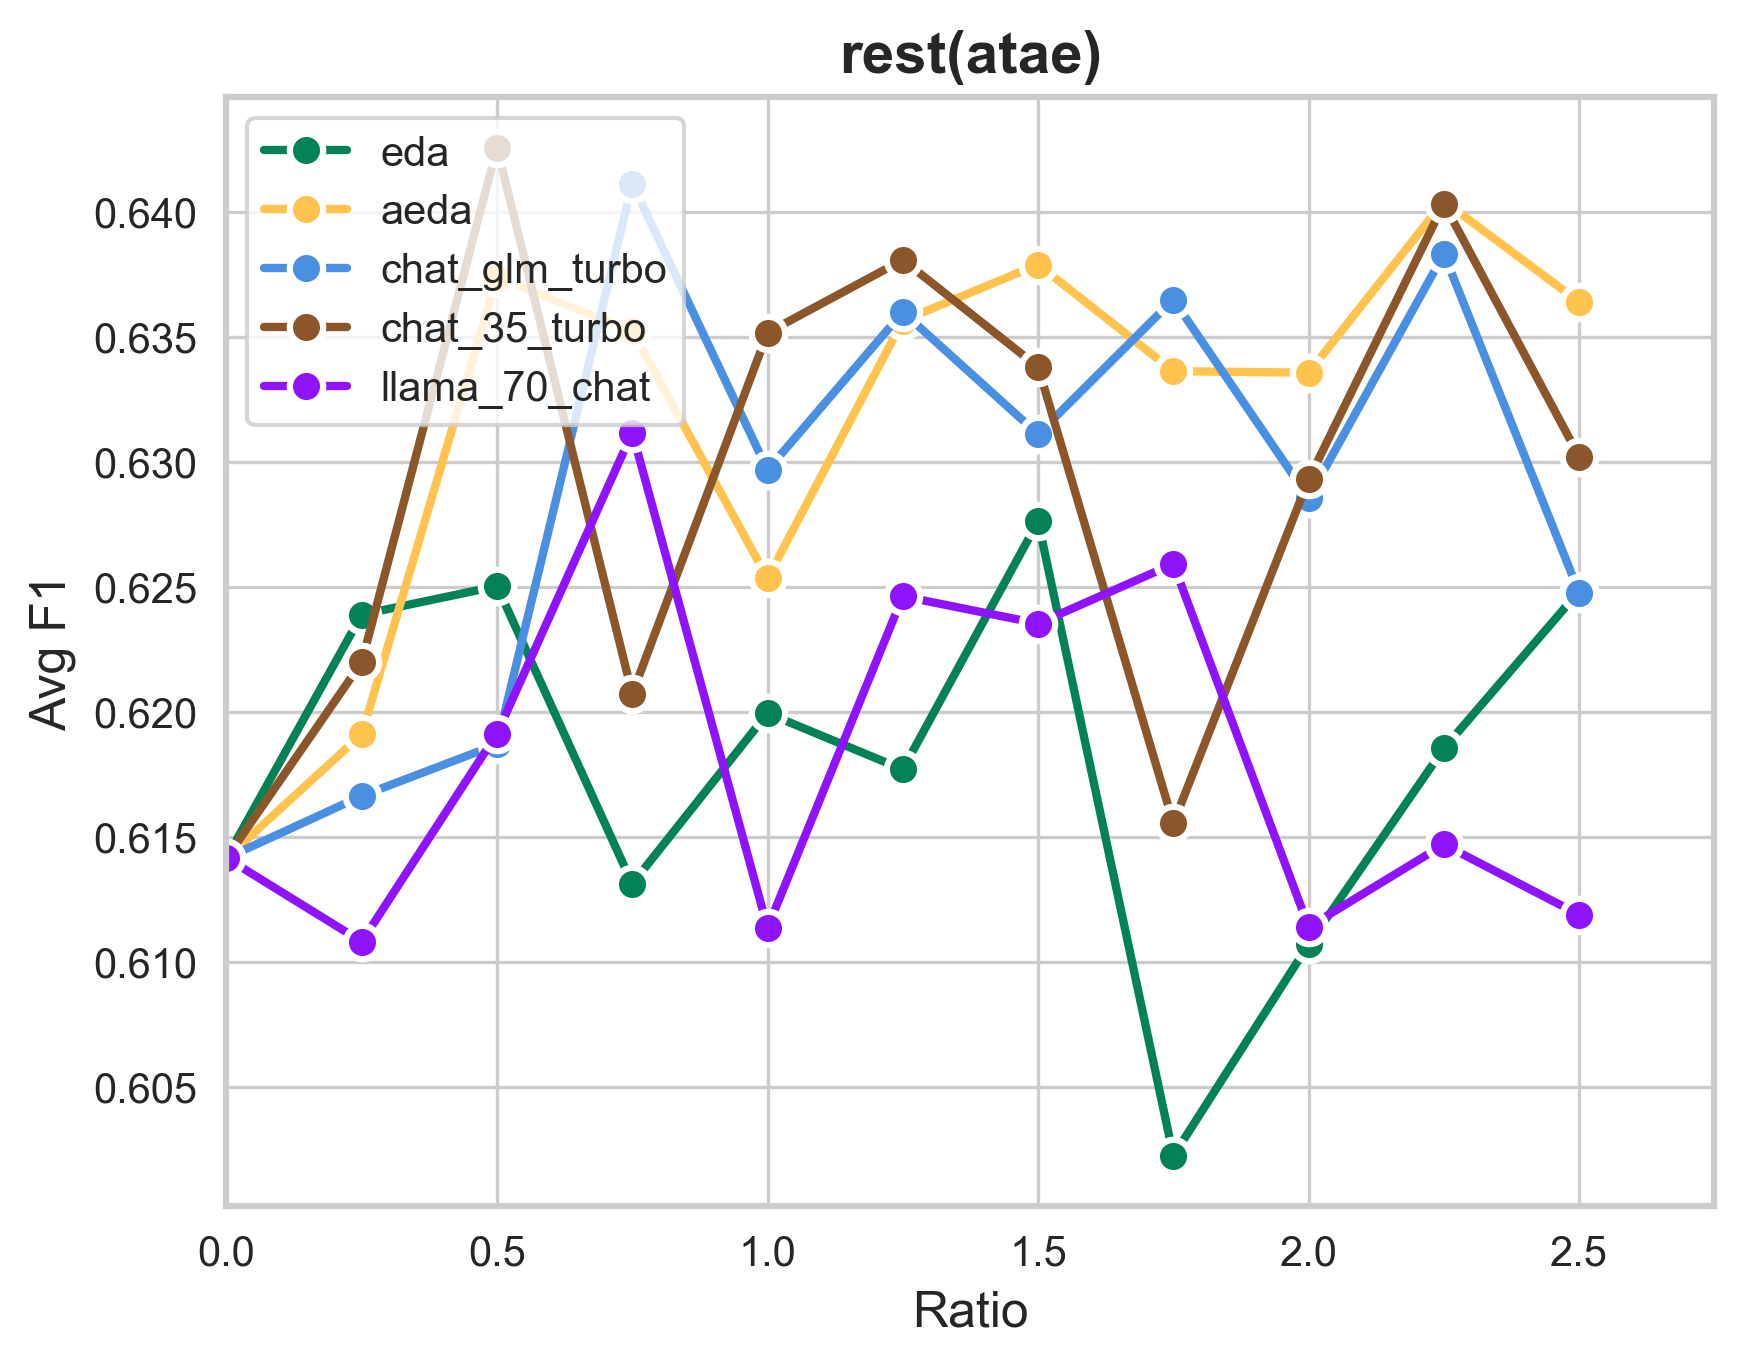 rest(atae)
eda
aeda
chat_glm_turbo
chat_35_turbo
llama_70_chat
0.640
0.635
0.630
0.625
0.620
0.615
0.610
0.605
Avg F1
0.0 0.5 1.0 1.5 2.0 2.5
Ratio